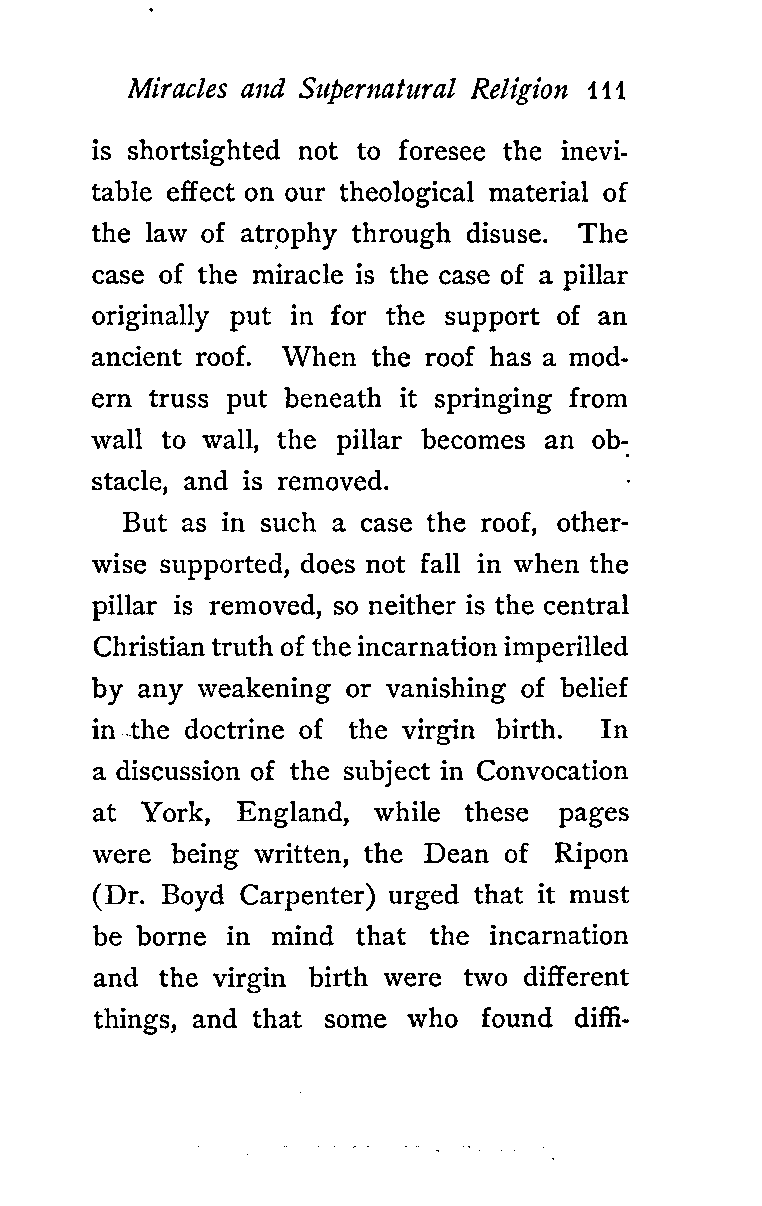 Miracles and Supernatural Religion 111
is shortsighted not to foresee the inevi-
table effect on our theological material of
the law of atrophy through disuse. The
case of the miracle is the case of a pillar
originally put in for the support of an
ancient roof. When the roof has a mod-
ern truss put beneath it springing from
wall to wall, the pillar becomes an ob-
stacle, and is removed.
But as in such a case the roof, other-
wise supported, does not fall in when the
pillar is removed, so neither is the central
Christian truth of the incarnation imperilled
by any weakening or vanishing of belief
in the doctrine of the virgin birth. In
a discussion of the subject in Convocation
at York, England, while these pages
were being written, the Dean of Ripon
(Dr. Boyd Carpenter) urged that it must
be borne in mind that the incarnation
and the virgin birth were two different
things, and that some who found diffi-